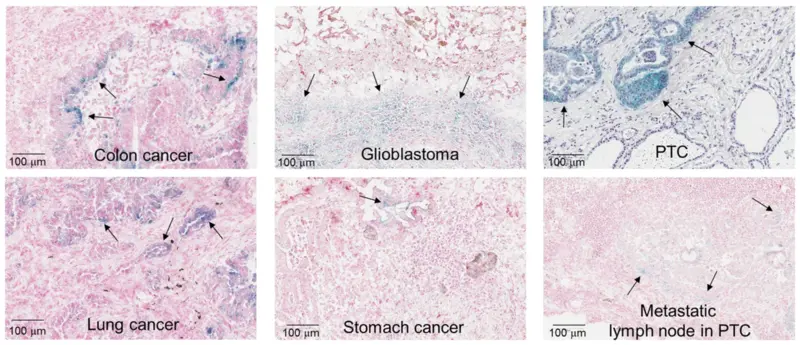 100 µm
Colon cancer
100 µm
Glioblastoma
100 µm
PTC
100 µm
Lung cancer
100 µm
Stomach cancer
100 µm
Metastatic
lymph node in PTC